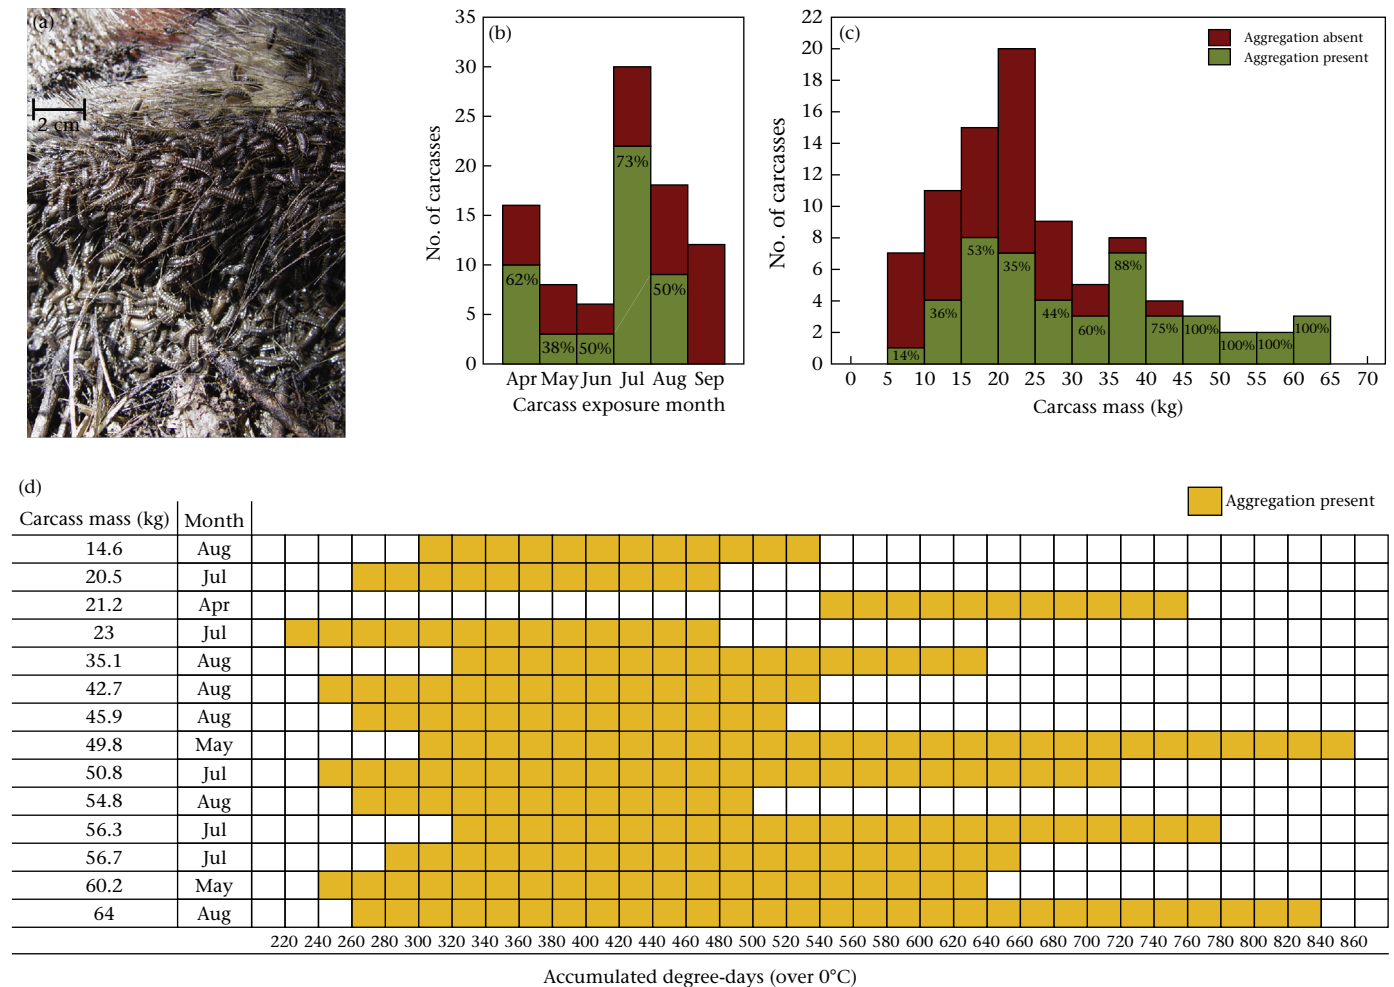 (a)
2 cm
(b)
35
30
25
20
15
10
5
0
No. of carcasses
62%
38%
50%
73%
50%
Apr May Jun Jul Aug Sep
Carcass exposure month
(c)
Aggregation absent
Aggregation present
22
20
18
16
14
12
10
8
6
4
2
0
No. of carcasses
14%
36%
53%
35%
44%
60%
88%
75%
100%
100%
100%
100%
0 5 10 15 20 25 30 35 40 45 50 55 60 65 70
Carcass mass (kg)
(d)
Aggregation present
Carcass mass (kg) Month
14.6 Aug
20.5 Jul
21.2 Apr
23 Jul
35.1 Aug
42.7 Aug
45.9 Aug
49.8 May
50.8 Jul
54.8 Aug
56.3 Jul
56.7 Jul
60.2 May
64 Aug
220 240 260 280 300 320 340 360 380 400 420 440 460 480 500 520 540 560 580 600 620 640 660 680 700 720 740 760 780 800 820 840 860
Accumulated degree-days (over 0°C)